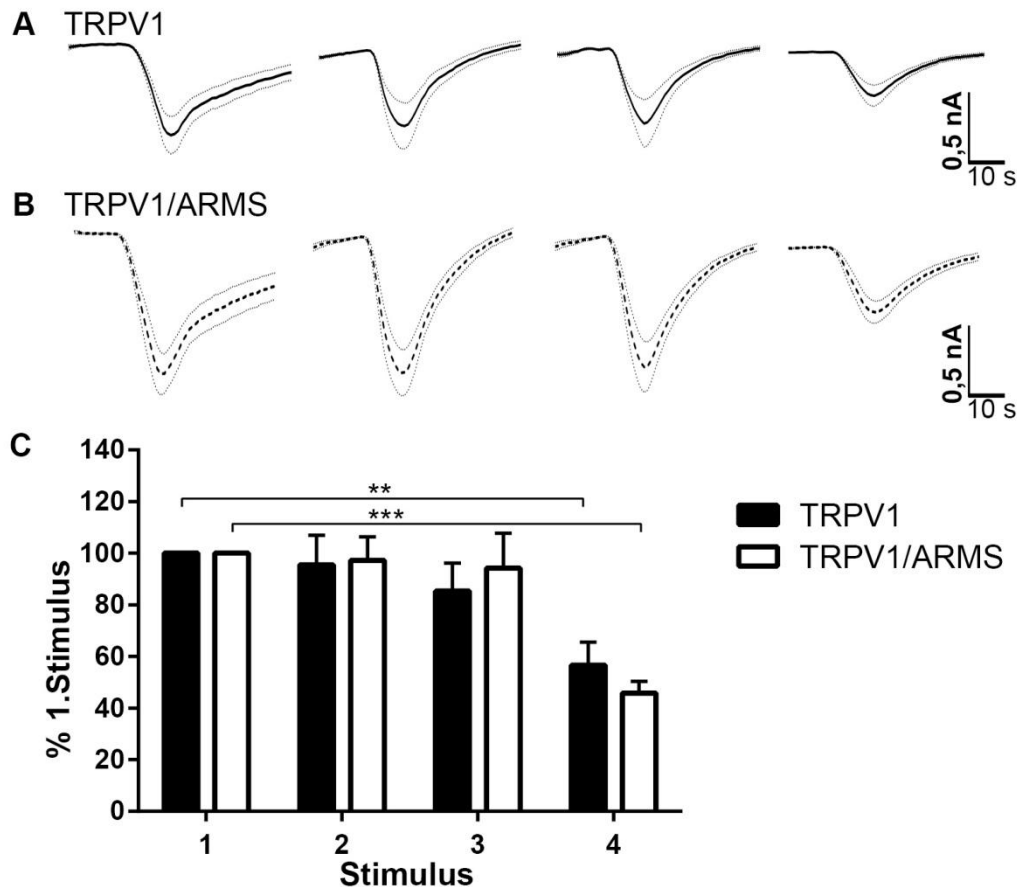 A TRPV1
0,5 nA
10 s
B TRPV1/ARMS
0,5 nA
10 s
C
% 1.Stimulus
140
120
100
80
60
40
20
0
**
***
1 2 3 4
Stimulus
TRPV1
TRPV1/ARMS